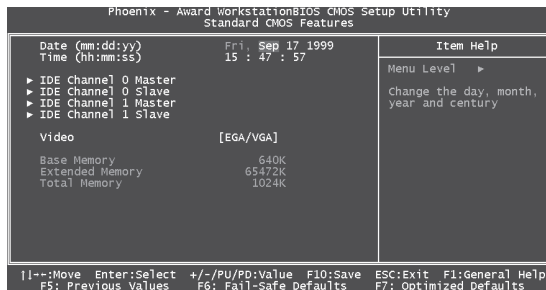 Phoenix - Award WorkstationBIOS CMOS Setup Utility
Standard CMOS Features
Date (mm:dd:yy) Fri, Sep 17 1999
Time (hh:mm:ss) 15 : 47 : 57
▶ IDE Channel 0 Master
▶ IDE Channel 0 Slave
▶ IDE Channel 1 Master
▶ IDE Channel 1 Slave
Video [EGA/VGA]
Base Memory 640K
Extended Memory 65472K
Total Memory 1024K
Item Help
Menu Level ▶
Change the day, month,
year and century
↑↓→←:Move Enter:Select +/-/PU/PD:Value F10:Save ESC:Exit F1:General Help
F5: Previous Values F6: Fail-Safe Defaults F7: Optimized Defaults